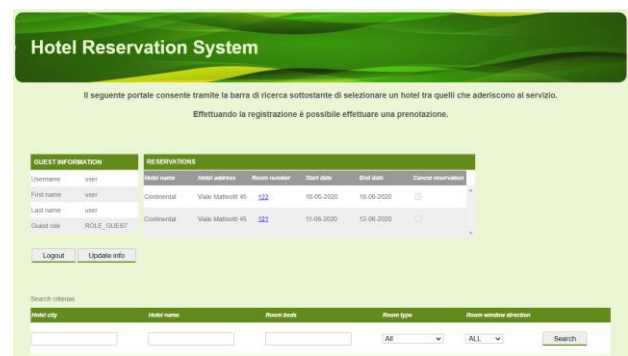 Hotel Reservation System
Il seguente portale consente tramite la barra di ricerca sottostante di selezionare un hotel tra quelli che aderiscono al servizio.
Effettuando la registrazione è possibile effettuare una prenotazione.
GUEST INFORMATION
Username user
First name user
Last name user
Guest role ROLE_GUEST
RESERVATIONS
Hotel name Hotel address Room number Start date End date Cancel reservation
Continental Viale Matteotti 45 122 16-05-2020 18-06-2020
Continental Viale Matteotti 45 121 11-06-2020 12-06-2020
Logout Update info
Search criterias
Hotel city Hotel name Room beds Room type Room window direction
All ALL Search